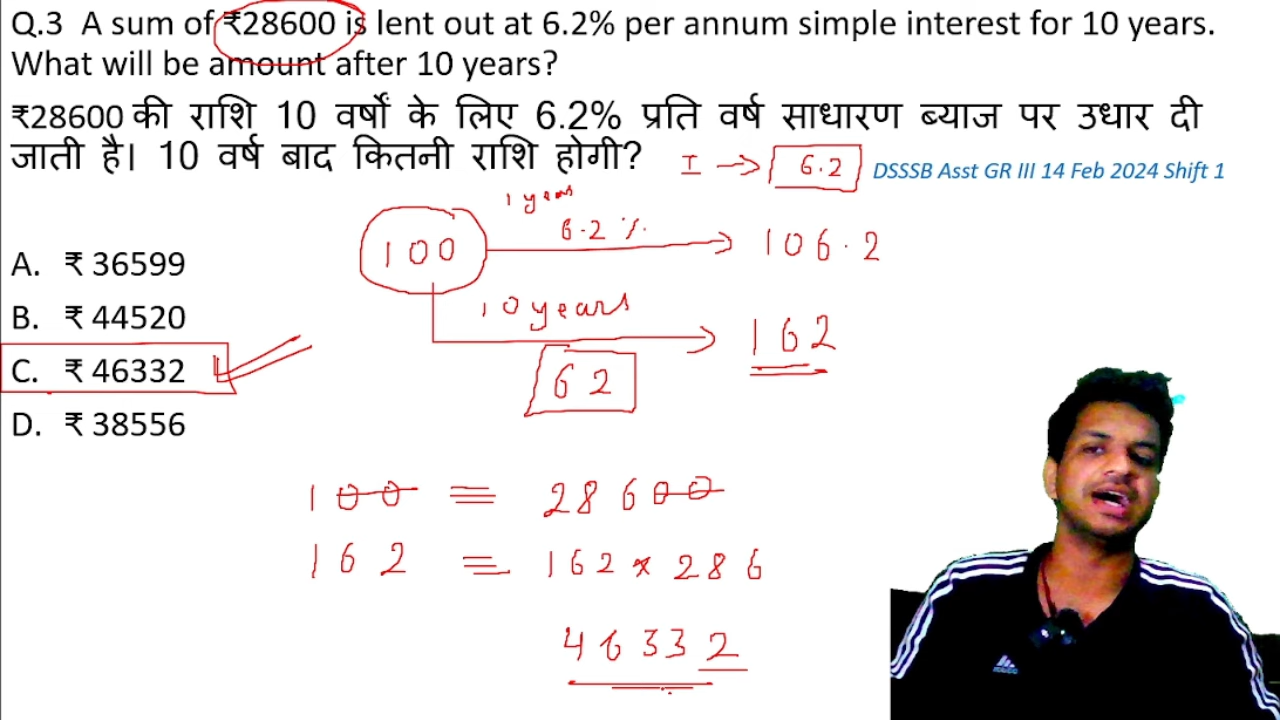 Q.3 A sum of ₹28600 is lent out at 6.2% per annum simple interest for 10 years.
What will be amount after 10 years?
₹28600 की राशि 10 वर्षों के लिए 6.2% प्रति वर्ष साधारण ब्याज पर उधार दी
जाती है। 10 वर्ष बाद कितनी राशि होगी?
I → 6.2
DSSSB Asst GR III 14 Feb 2024 Shift 1
1 year
6.2 %
100
106.2
10 years
162
62
A. ₹ 36599
B. ₹ 44520
C. ₹ 46332
D. ₹ 38556
100 = 28600
162 = 162 × 286
46332